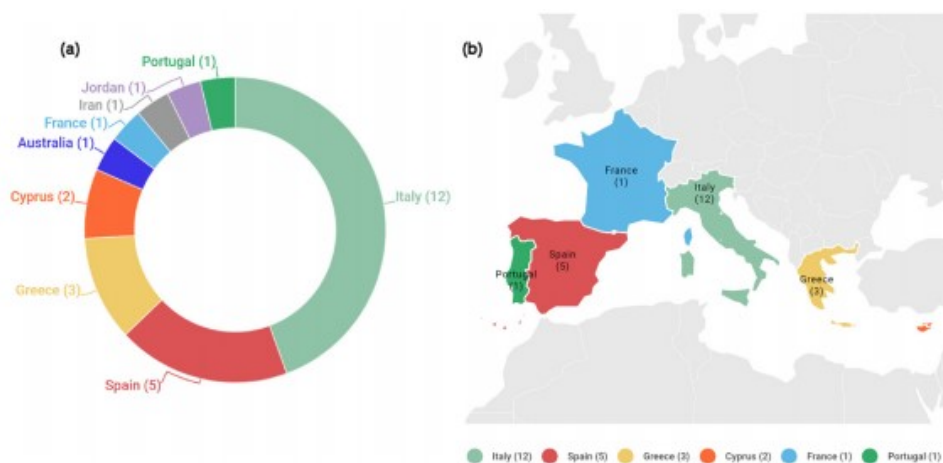 (a)
Portugal (1)
Jordan (1)
Iran (1)
France (1)
Australia (1)
Cyprus (2)
Greece (3)
Spain (5)
Italy (12)
(b)
France
(1)
Italy
(12)
Spain
(5)
Portugal
(1)
Greece
(3)
Italy (12) Spain (5) Greece (3) Cyprus (2) France (1) Portugal (1)